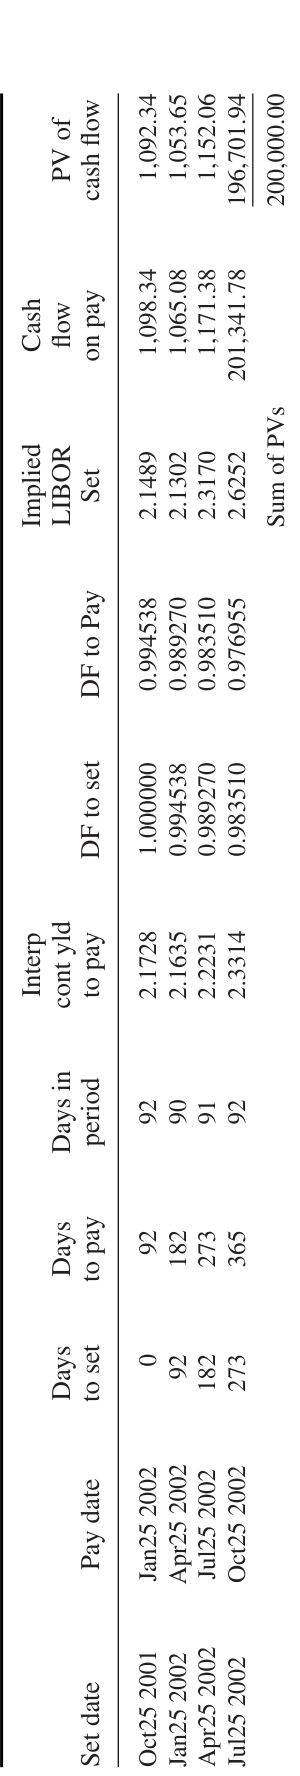 Set date Pay date Days to set Days to pay Days in period Interp cont yld to pay DF to set DF to Pay Implied LIBOR Set Cash flow on pay PV of cash flow
Oct25 2001 Jan25 2002 0 92 92 2.1728 1.000000 0.994538 2.1489 1,098.34 1,092.34
Jan25 2002 Apr25 2002 92 182 90 2.1635 0.994538 0.989270 2.1302 1,065.08 1,053.65
Apr25 2002 Jul25 2002 182 273 91 2.2231 0.989270 0.983510 2.3170 1,171.38 1,152.06
Jul25 2002 Oct25 2002 273 365 92 2.3314 0.983510 0.976955 2.6252 201,341.78 196,701.94
Sum of PVs 200,000.00